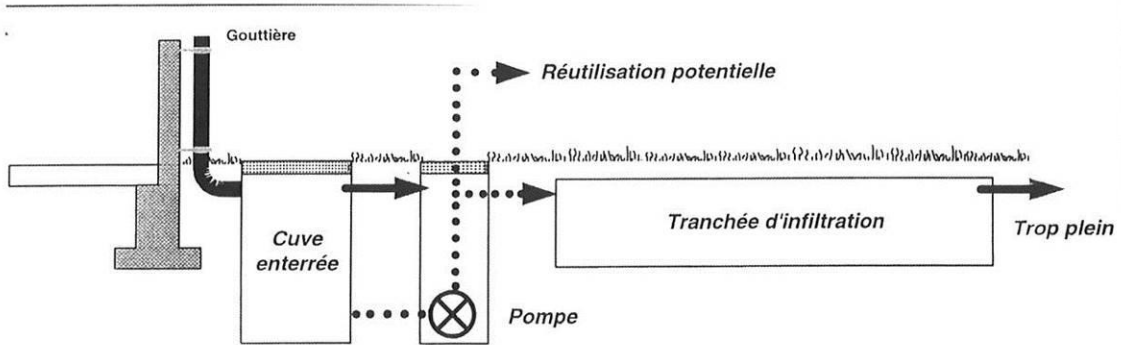 Gouttière
Réutilisation potentielle
Cuve
enterrée
Tranchée d'infiltration
Trop plein
Pompe